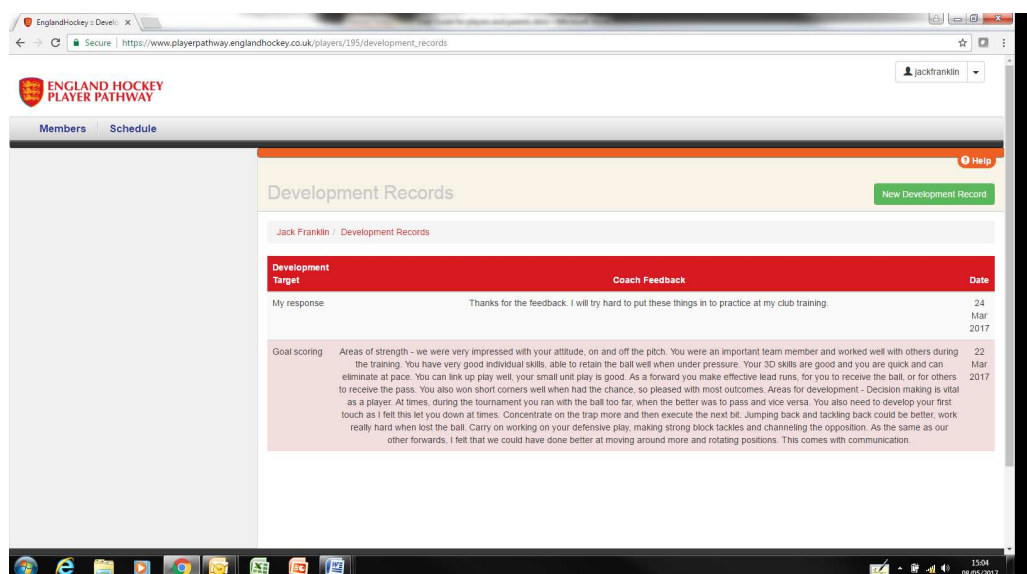 EnglandHockey :: Develo
Secure | https://www.playerpathway.englandhockey.co.uk/players/195/development_records
jackfranklin
ENGLAND HOCKEY
PLAYER PATHWAY
Members Schedule
Help
Development Records
New Development Record
Jack Franklin / Development Records
Development
Target Coach Feedback Date
My response Thanks for the feedback. I will try hard to put these things in to practice at my club training. 24
Mar
2017
Goal scoring Areas of strength - we were very impressed with your attitude, on and off the pitch. You were an important team member and worked well with others during 22
the training. You have very good individual skills, able to retain the ball well when under pressure. Your 3D skills are good and you are quick and can Mar
eliminate at pace. You can link up play well, your small unit play is good. As a forward you make effective lead runs, for you to receive the ball, or for others 2017
to receive the pass. You also won short corners well when had the chance, so pleased with most outcomes. Areas for development - Decision making is vital
as a player. At times, during the tournament you ran with the ball too far, when the better was to pass and vice versa. You also need to develop your first
touch as I felt this let you down at times. Concentrate on the trap more and then execute the next bit. Jumping back and tackling back could be better, work
really hard when lost the ball. Carry on working on your defensive play, making strong block tackles and channeling the opposition. As the same as our
other forwards, I felt that we could have done better at moving around more and rotating positions. This comes with communication.
15:04
08/05/2017